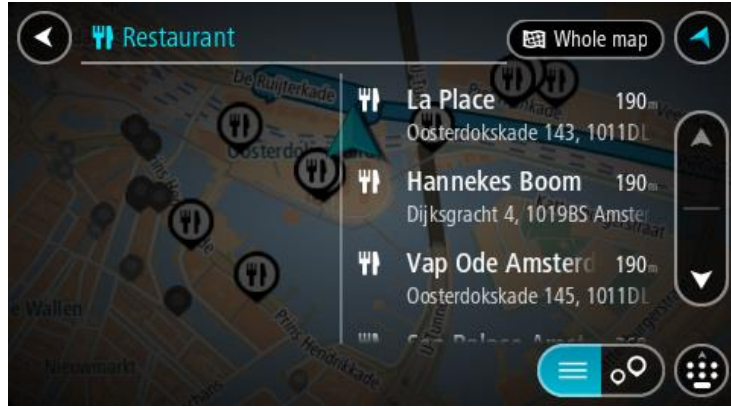 Restaurant
Whole map
De Ruijterkade
La Place 190m
Oosterdokskade 143, 1011DL
Hannekes Boom 190m
Dijksgracht 4, 1019BS Amster
Vap Ode Amsterd 190m
Oosterdokskade 145, 1011DL
Prins Hendrikkade
Nieuwmarkt
e Wallen